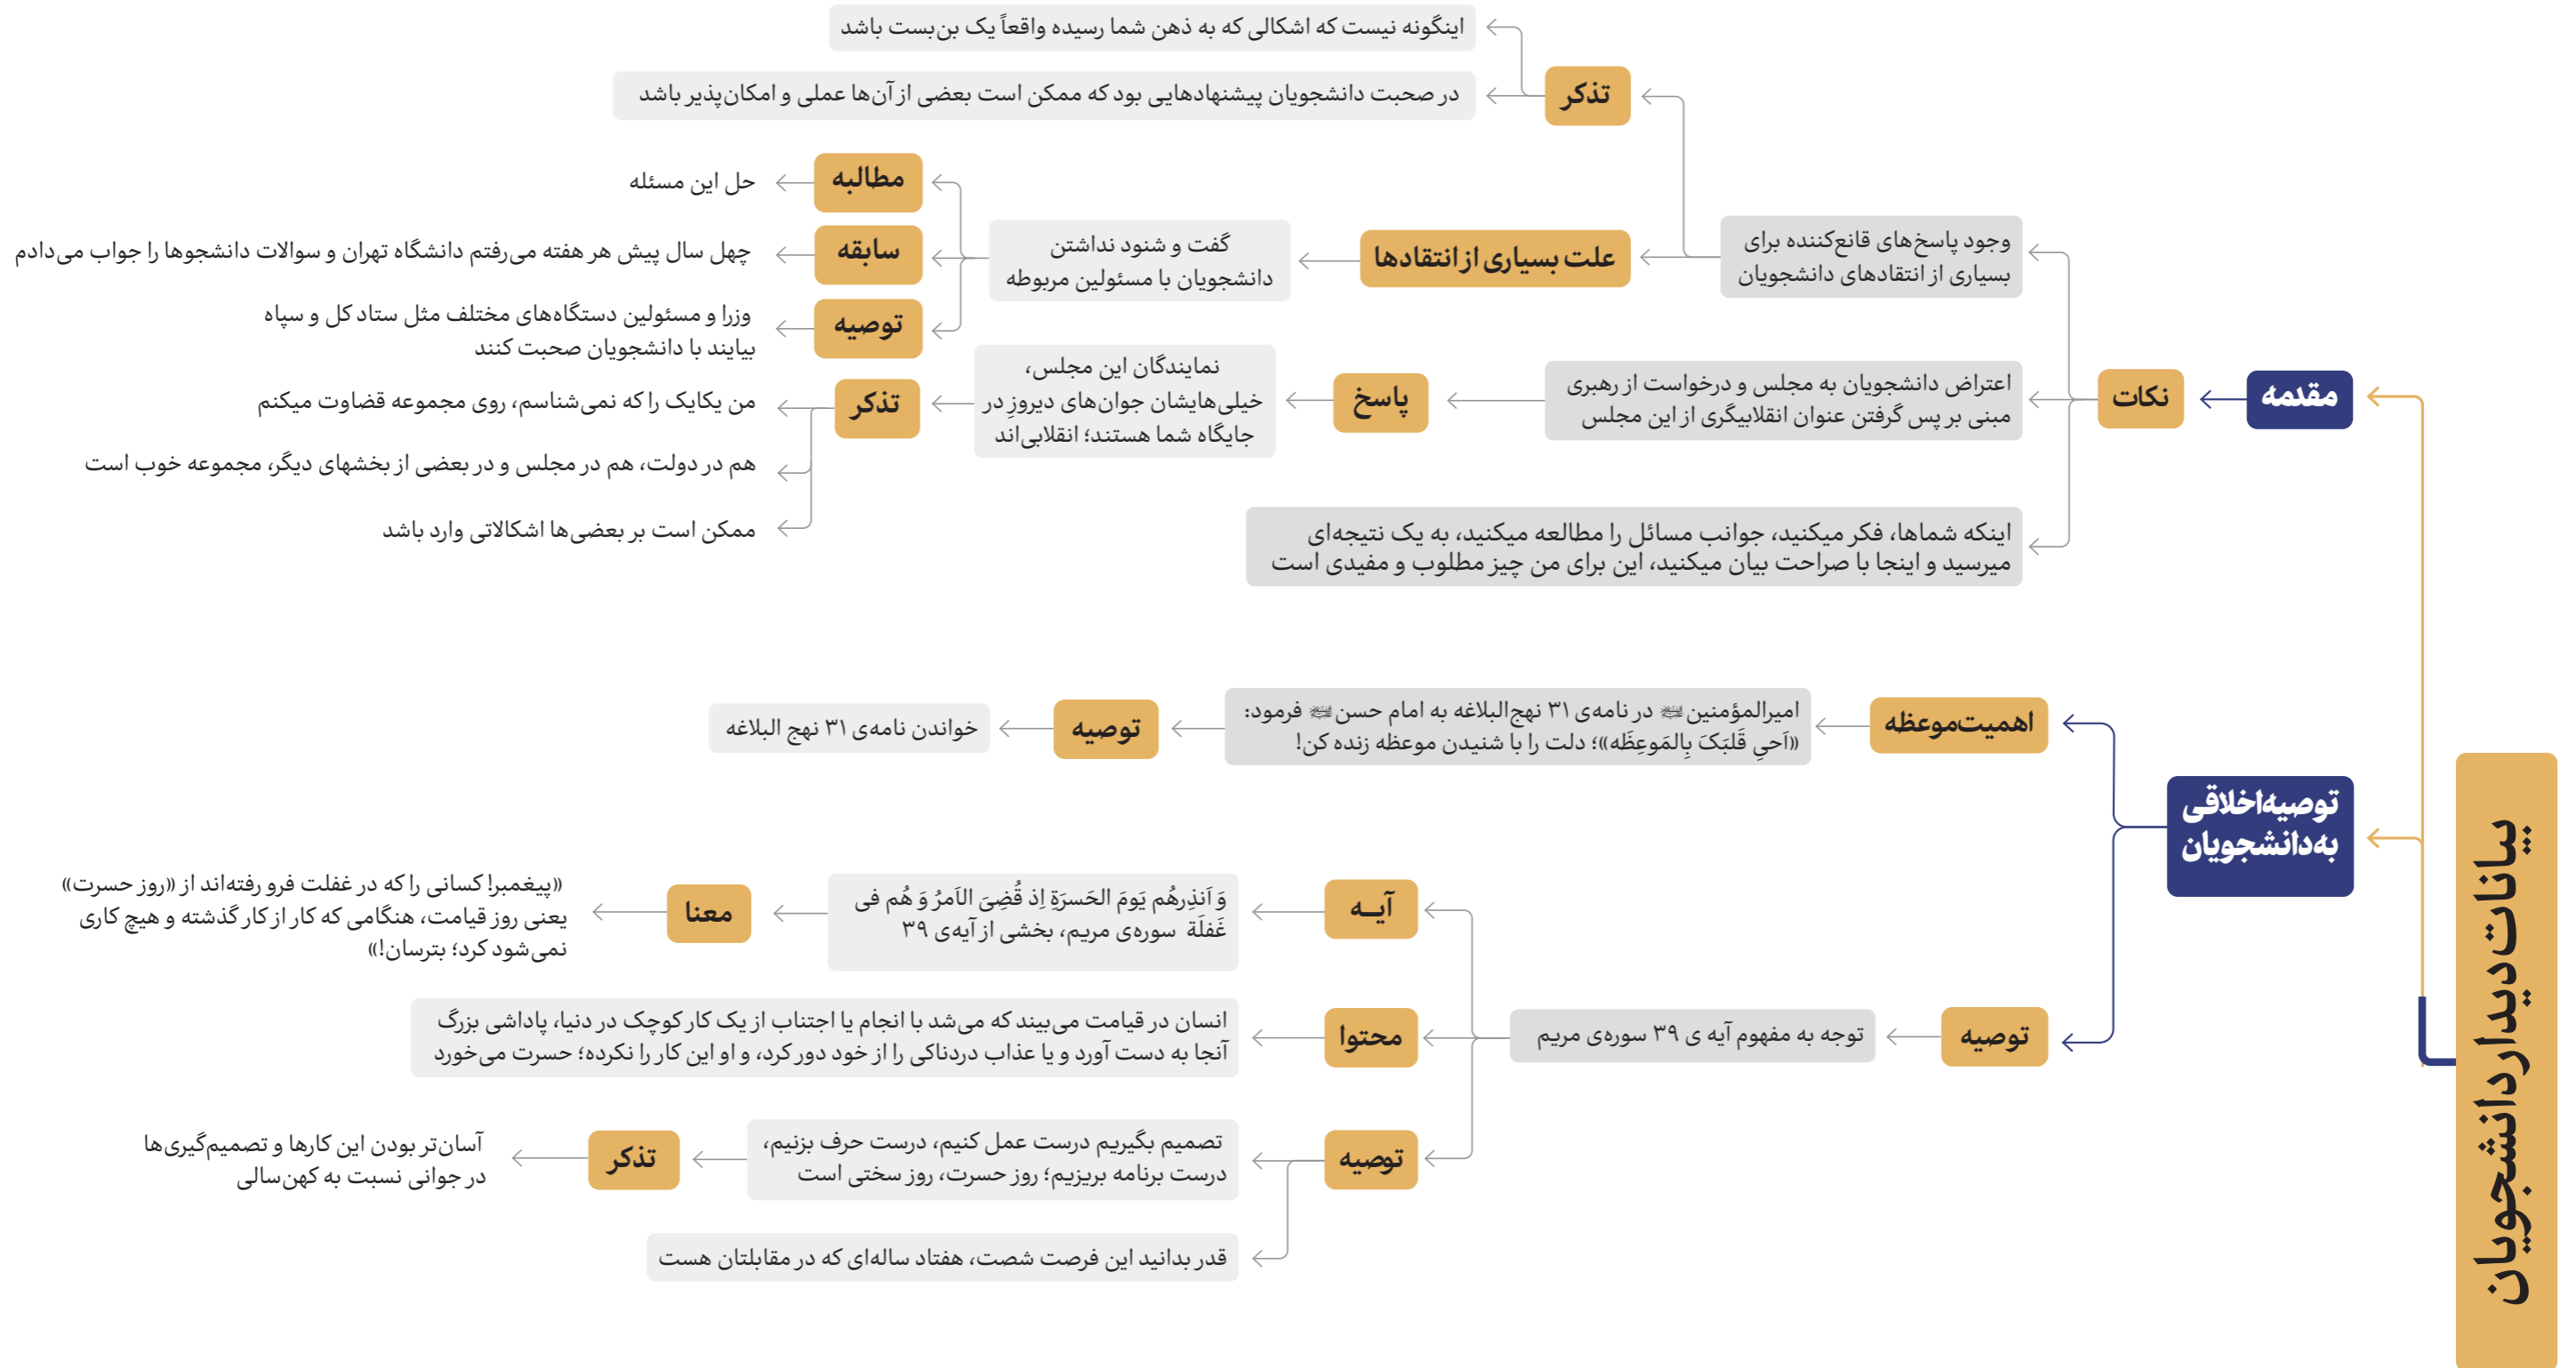 بیانات دیدار دانشجویان
مقدمه
نکات
وجود پاسخ‌های قانع‌کننده برای
بسیاری از انتقادهای دانشجویان
تذکر
اینگونه نیست که اشکالی که به ذهن شما رسیده واقعاً یک بن‌بست باشد
در صحبت دانشجویان پیشنهادهایی بود که ممکن است بعضی از آن‌ها عملی و امکان‌پذیر باشد
علت بسیاری از انتقادها
گفت و شنود نداشتن
دانشجویان با مسئولین مربوطه
مطالبه
حل این مسئله
سابقه
چهل سال پیش هر هفته می‌رفتم دانشگاه تهران و سوالات دانشجوها را جواب می‌دادم
توصیه
وزرا و مسئولین دستگاه‌های مختلف مثل ستاد کل و سپاه
بیایند با دانشجویان صحبت کنند
اعتراض دانشجویان به مجلس و درخواست از رهبری
مبنی بر پس گرفتن عنوان انقلابیگری از این مجلس
پاسخ
نمایندگان این مجلس،
خیلی‌هایشان جوان‌های دیروزِ در
جایگاه شما هستند؛ انقلابی‌اند
تذکر
من یکایک را که نمی‌شناسم، روی مجموعه قضاوت میکنم
هم در دولت، هم در مجلس و در بعضی از بخشهای دیگر، مجموعه خوب است
ممکن است بر بعضی‌ها اشکالاتی وارد باشد
اینکه شماها، فکر میکنید، جوانب مسائل را مطالعه میکنید، به یک نتیجه‌ای
میرسید و اینجا با صراحت بیان میکنید، این برای من چیز مطلوب و مفیدی است
توصیه اخلاقی
به دانشجویان
اهمیت موعظه
امیرالمؤمنین در نامه‌ی ۳۱ نهج‌البلاغه به امام حسن فرمود:
«اَحیِ قَلبَکَ بِالمَوعِظَه»؛ دلت را با شنیدن موعظه زنده کن!
توصیه
خواندن نامه‌ی ۳۱ نهج البلاغه
توصیه
توجه به مفهوم آیه ی ۳۹ سوره‌ی مریم
آیـه
وَ اَنذِرهُم یَومَ الحَسرَةِ اِذ قُضِیَ الاَمرُ وَ هُم فی
غَفلَة سوره‌ی مریم، بخشی از آیه‌ی ۳۹
معنا
«پیغمبر! کسانی را که در غفلت فرو رفته‌اند از «روز حسرت»
یعنی روز قیامت، هنگامی که کار از کار گذشته و هیچ کاری
نمی‌شود کرد؛ بترسان!»
محتوا
انسان در قیامت می‌بیند که می‌شد با انجام یا اجتناب از یک کار کوچک در دنیا، پاداشی بزرگ
آنجا به دست آورد و یا عذاب دردناکی را از خود دور کرد، و او این کار را نکرده؛ حسرت می‌خورد
توصیه
تصمیم بگیریم درست عمل کنیم، درست حرف بزنیم،
درست برنامه بریزیم؛ روز حسرت، روز سختی است
تذکر
آسان‌تر بودن این کارها و تصمیم‌گیری‌ها
در جوانی نسبت به کهن‌سالی
قدر بدانید این فرصت شصت، هفتاد ساله‌ای که در مقابلتان هست